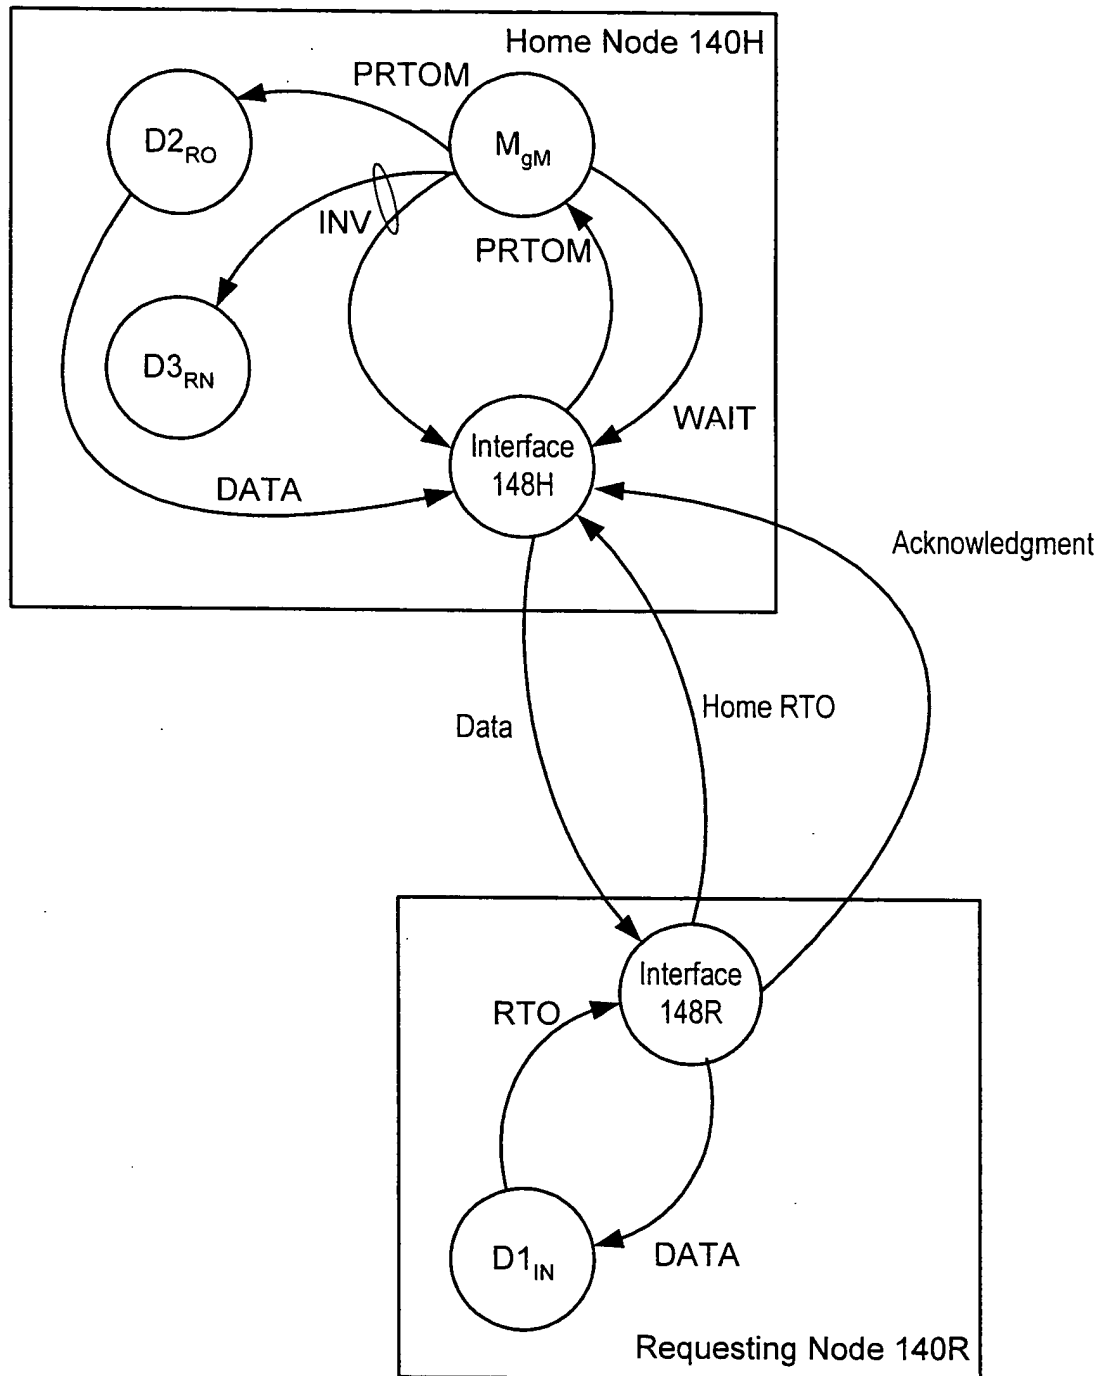 Home Node 140H
PRTOM
D2RO
MgM
INV
PRTOM
D3RN
WAIT
Interface
148H
DATA
Acknowledgment
Data
Home RTO
Interface
148R
RTO
D1IN
DATA
Requesting Node 140R